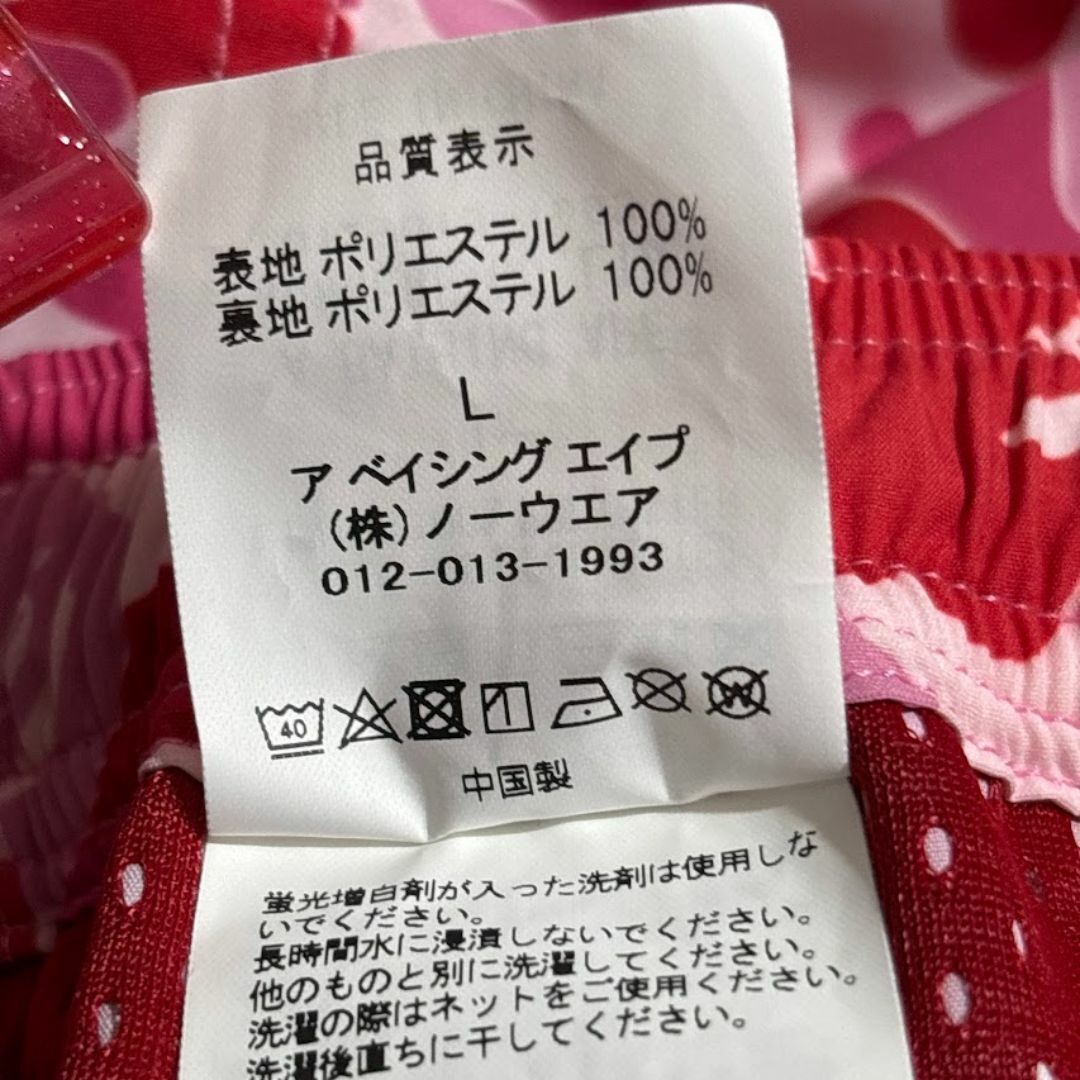 品質表示
表地 ポリエステル 100%
裏地 ポリエステル 100%
L
ア ベイシング エイプ
(株)ノーウエア
012-013-1993
40
W
中国製
蛍光増白剤が入った洗剤は使用しな
いでください。
長時間水に浸漬しないでください。
他のものと別に洗濯してください。
洗濯の際はネットをご使用ください。
洗濯後直ちに干してください。